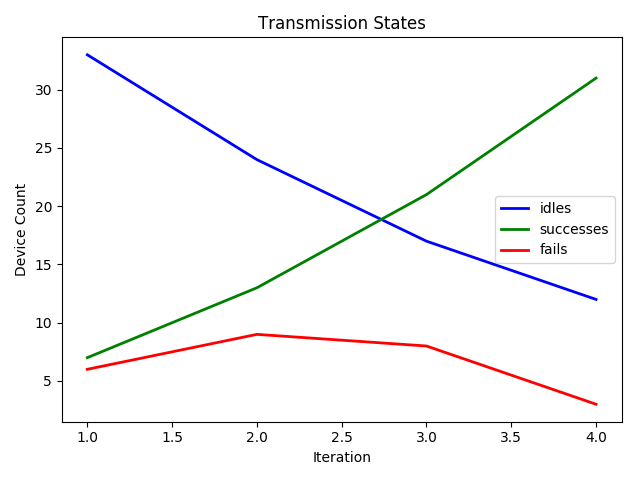 Transmission States
Device Count
30
25
20
15
10
5
idles
successes
fails
1.0 1.5 2.0 2.5 3.0 3.5 4.0
Iteration